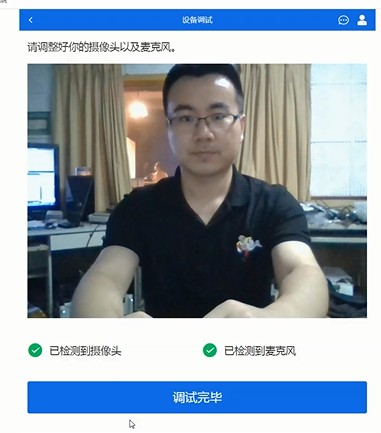 设备调试
请调整好你的摄像头以及麦克风。
已检测到摄像头
已检测到麦克风
调试完毕